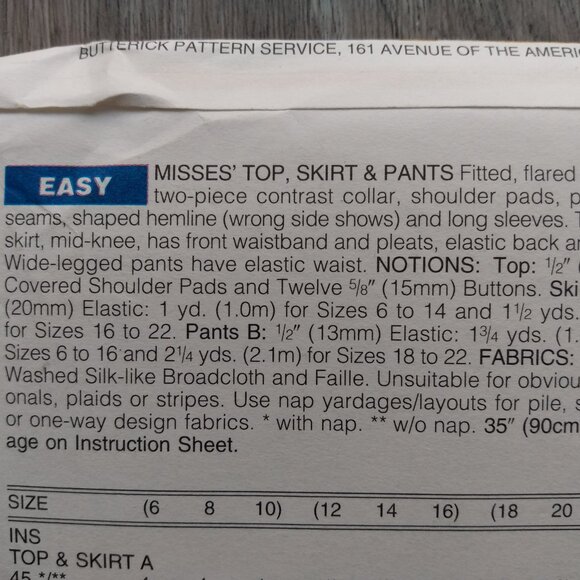 BUTTERICK PATTERN SERVICE, 161 AVENUE OF THE AMERI
EASY
MISSES' TOP, SKIRT & PANTS Fitted, flared
two-piece contrast collar, shoulder pads, p
seams, shaped hemline (wrong side shows) and long sleeves. T
skirt, mid-knee, has front waistband and pleats, elastic back an
Wide-legged pants have elastic waist. NOTIONS: Top: 1/2" (
Covered Shoulder Pads and Twelve 5/8" (15mm) Buttons. Ski
(20mm) Elastic: 1 yd. (1.0m) for Sizes 6 to 14 and 1 1/2 yds.
for Sizes 16 to 22. Pants B: 1/2" (13mm) Elastic: 1 3/4 yds. (1.
Sizes 6 to 16 and 2 1/4 yds. (2.1m) for Sizes 18 to 22. FABRICS:
Washed Silk-like Broadcloth and Faille. Unsuitable for obviou
onals, plaids or stripes. Use nap yardages/layouts for pile, s
or one-way design fabrics. * with nap. ** w/o nap. 35" (90cm
age on Instruction Sheet.
SIZE (6 8 10) (12 14 16) (18 20
INS
TOP & SKIRT A
45 */**